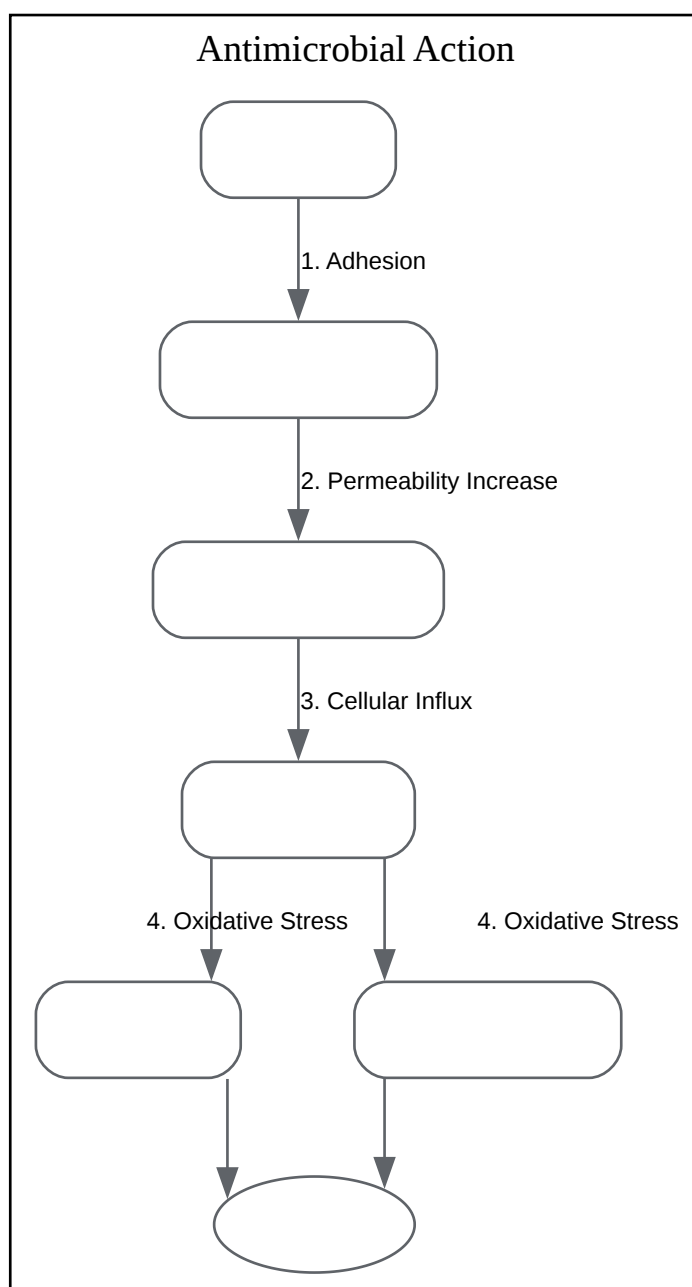 Antimicrobial Action
1. Adhesion
2. Permeability Increase
3. Cellular Influx
4. Oxidative Stress
4. Oxidative Stress